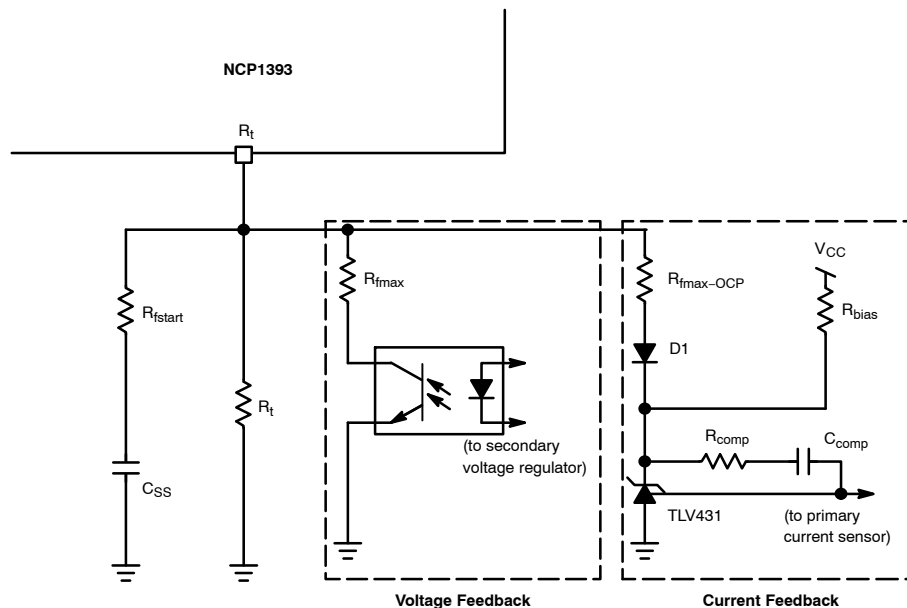 NCP1393
Rt
Rfstart
CSS
Rt
Rfmax
(to secondary
voltage regulator)
Voltage Feedback
Rfmax−OCP
D1
VCC
Rbias
Rcomp
Ccomp
TLV431
(to primary
current sensor)
Current Feedback